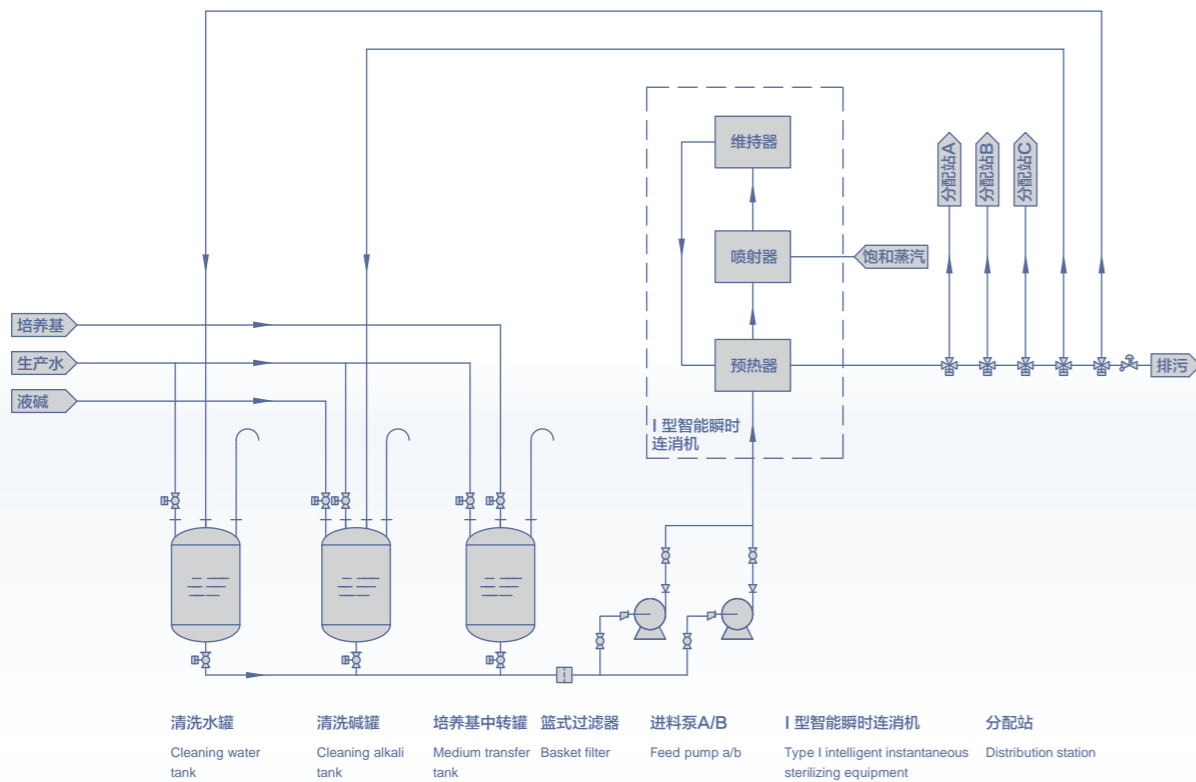 维持器
分配站A
分配站B
分配站C
喷射器
饱和蒸汽
培养基
生产水
液碱
预热器
排污
I 型智能瞬时
连消机
清洗水罐
Cleaning water
tank
清洗碱罐
Cleaning alkali
tank
培养基中转罐
Medium transfer
tank
篮式过滤器
Basket filter
进料泵A/B
Feed pump a/b
I 型智能瞬时连消机
Type I intelligent instantaneous
sterilizing equipment
分配站
Distribution station